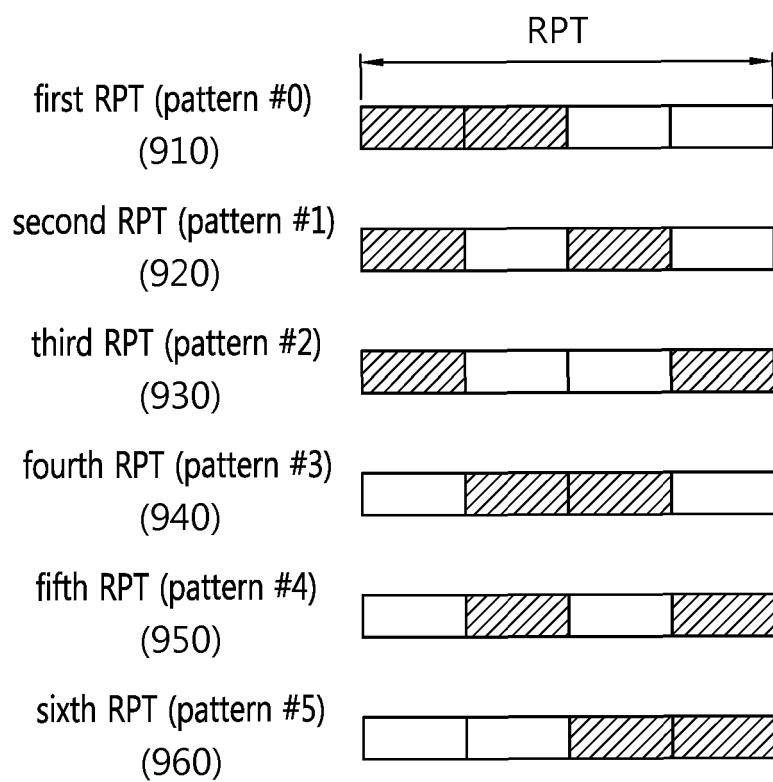 RPT
first RPT (pattern #0)
(910)
second RPT (pattern #1)
(920)
third RPT (pattern #2)
(930)
fourth RPT (pattern #3)
(940)
fifth RPT (pattern #4)
(950)
sixth RPT (pattern #5)
(960)